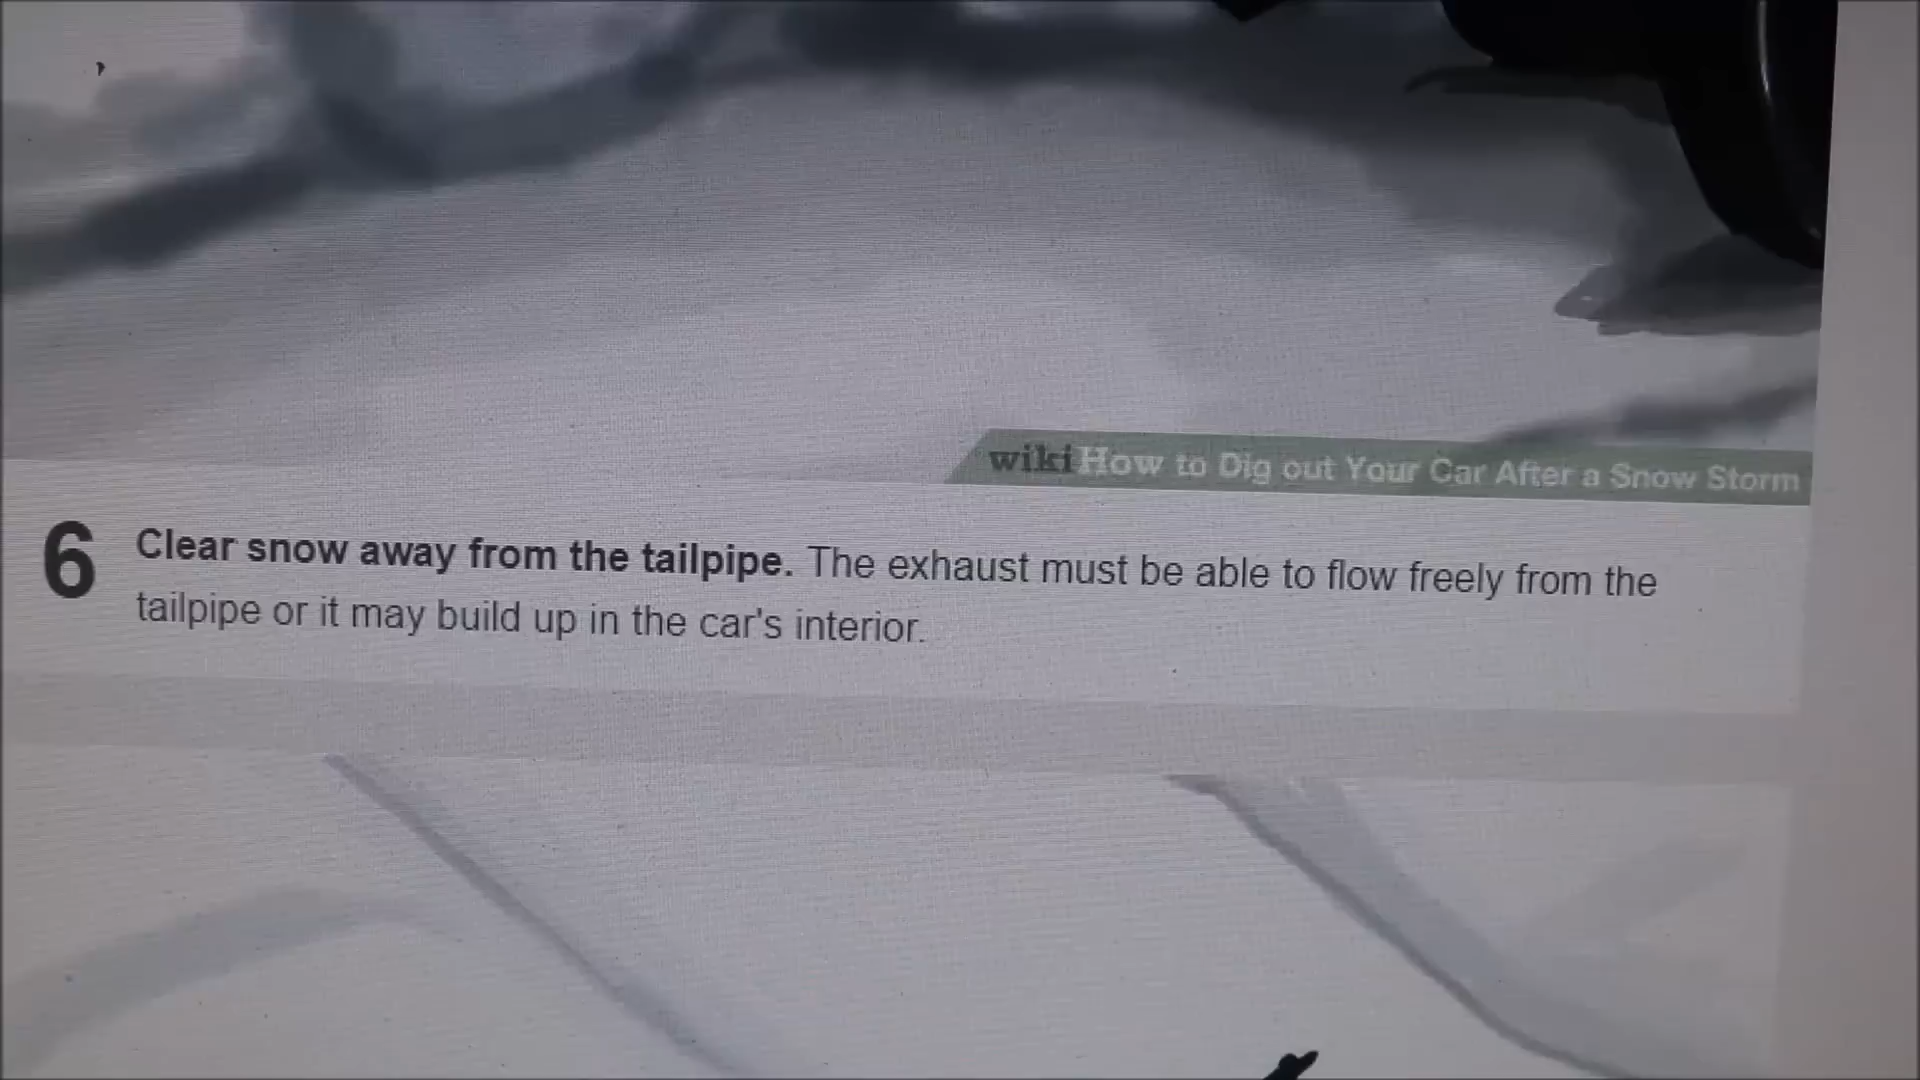 wikiHow to Dig out Your Car After a Snow Storm
6 Clear snow away from the tailpipe. The exhaust must be able to flow freely from the
tailpipe or it may build up in the car's interior.